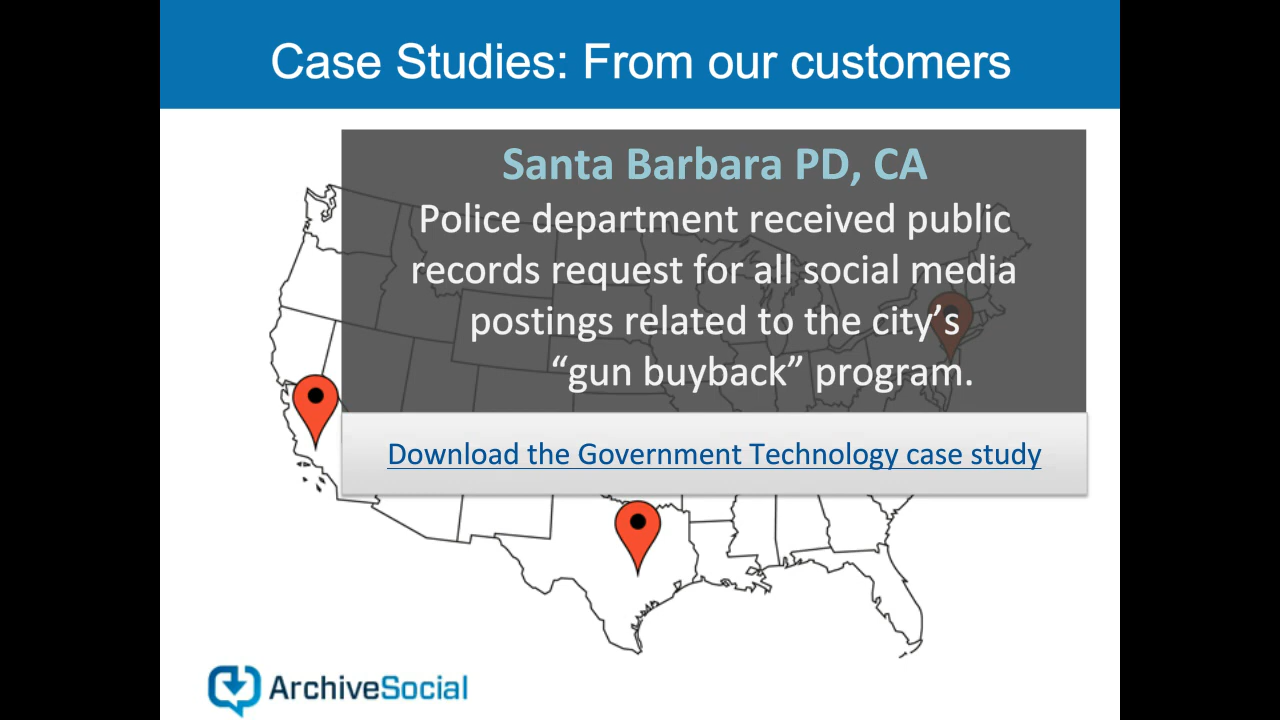 Case Studies: From our customers
Santa Barbara PD, CA
Police department received public
records request for all social media
postings related to the city’s
“gun buyback” program.
Download the Government Technology case study
ArchiveSocial